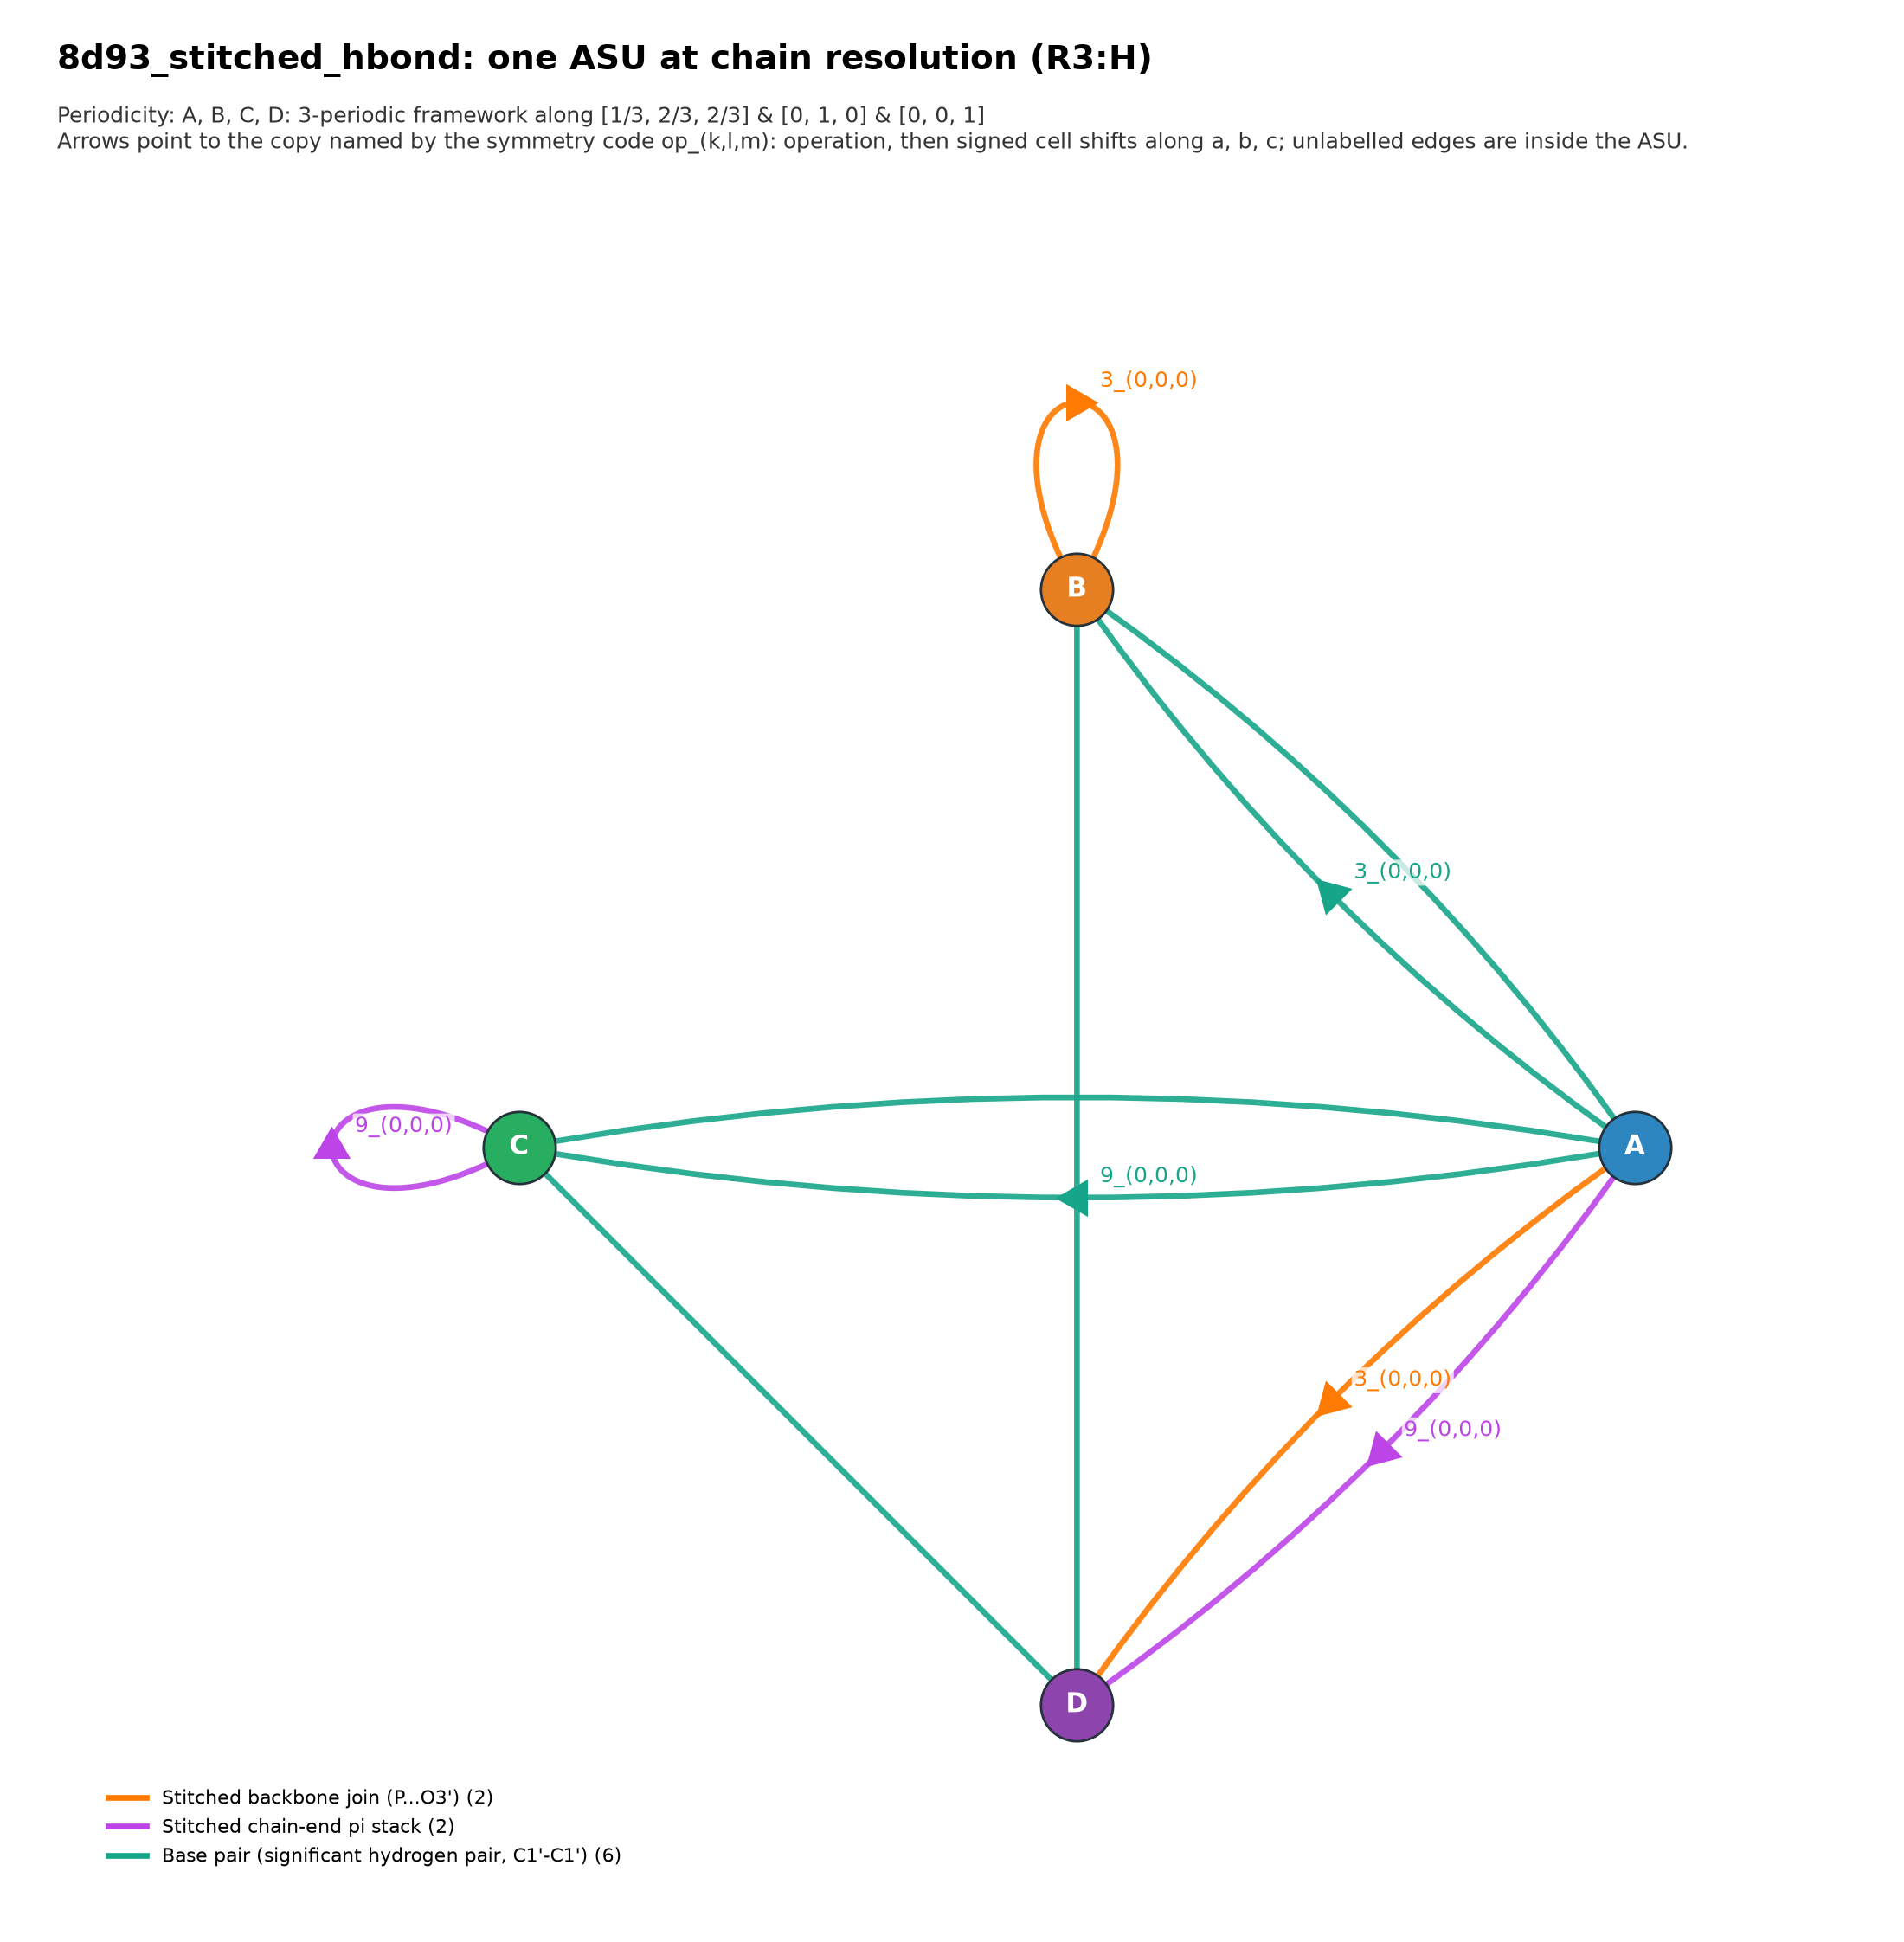 8d93_stitched_hbond: one ASU at chain resolution (R3:H)
Periodicity: A, B, C, D: 3-periodic framework along [1/3, 2/3, 2/3] & [0, 1, 0] & [0, 0, 1]
Arrows point to the copy named by the symmetry code op_(k,l,m): operation, then signed cell shifts along a, b, c; unlabelled edges are inside the ASU.
3_(0,0,0)
B
3_(0,0,0)
9_(0,0,0)
C
A
9_(0,0,0)
3_(0,0,0)
9_(0,0,0)
D
Stitched backbone join (P...O3') (2)
Stitched chain-end pi stack (2)
Base pair (significant hydrogen pair, C1'-C1') (6)